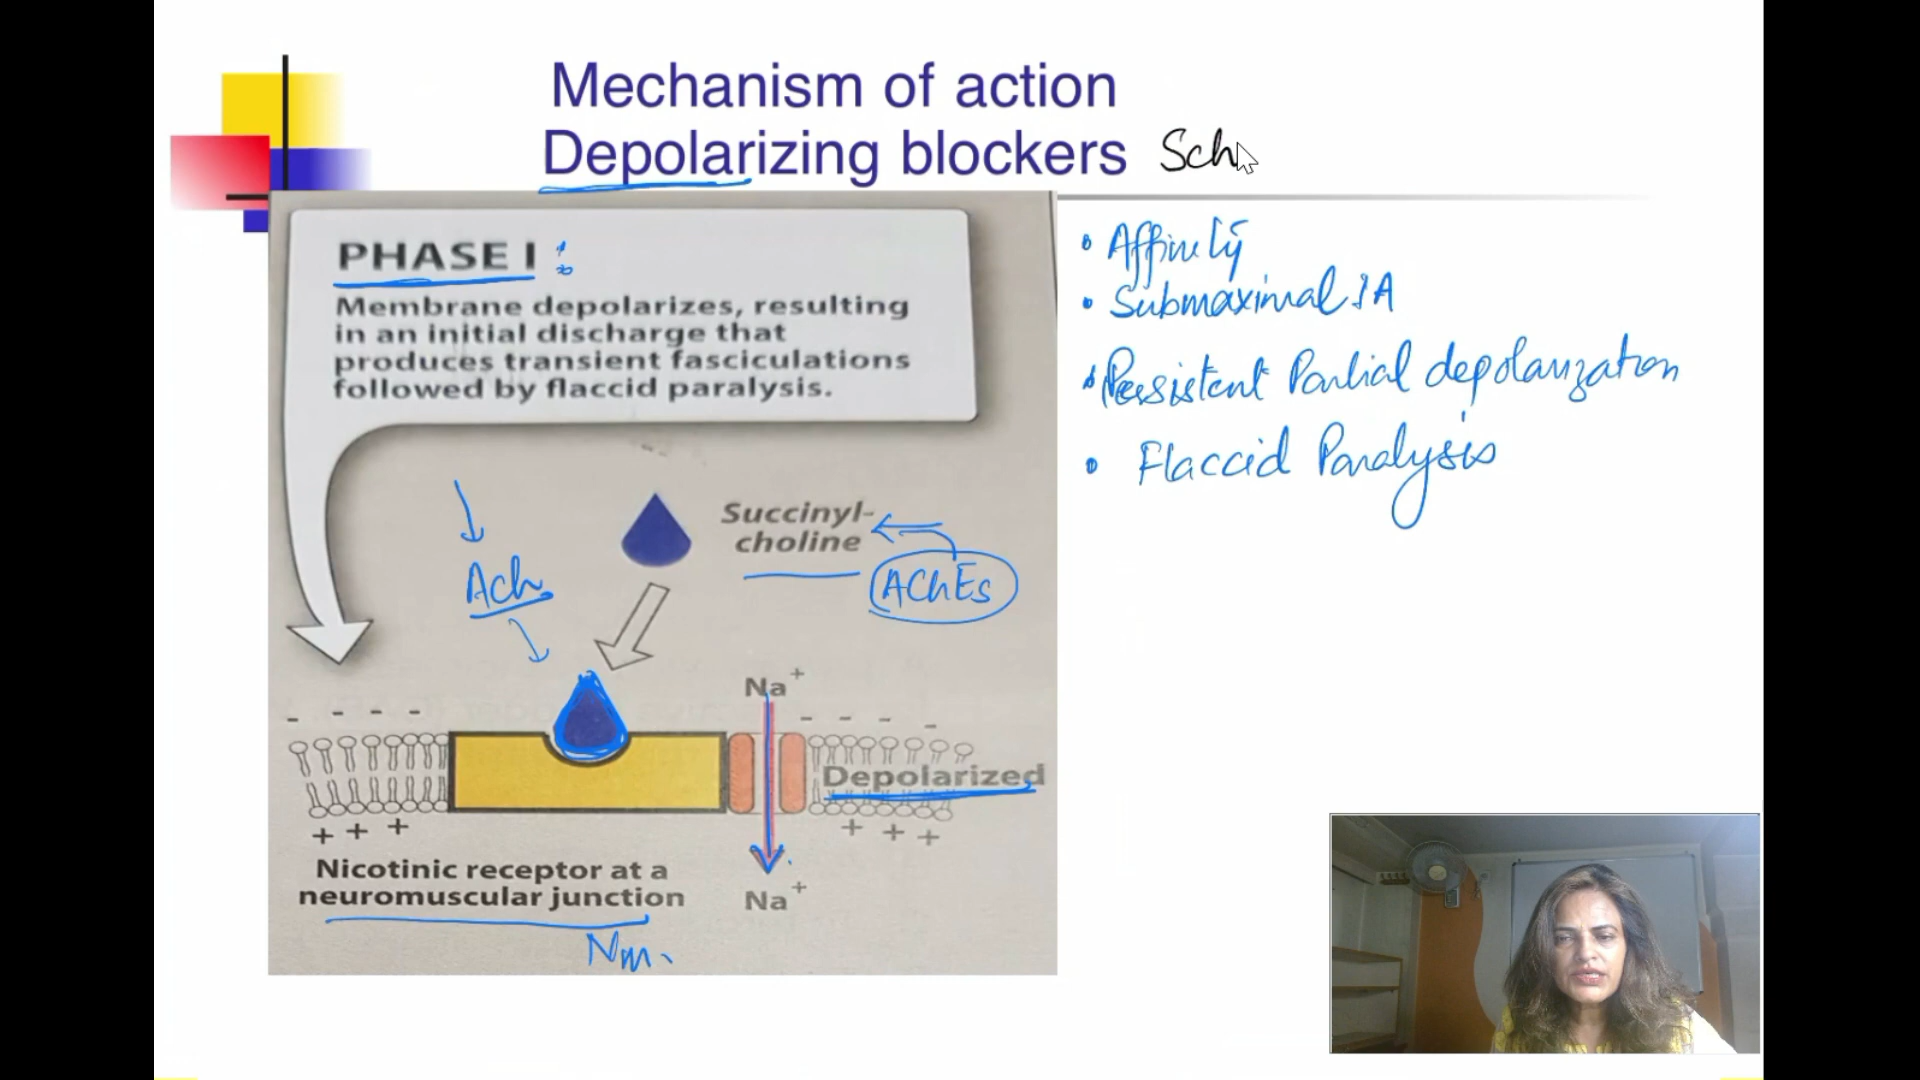 Mechanism of action
Depolarizing blockers Sch
PHASE I :
Membrane depolarizes, resulting
in an initial discharge that
produces transient fasciculations
followed by flaccid paralysis.
• Affinity
• Submaximal IA
• Persistent Partial depolarization
• Flaccid Paralysis
Succinyl-
choline
AChEs
Ach
Na+
- - - -
- - - -
Depolarized
+ + +
+ + +
Nicotinic receptor at a
neuromuscular junction
Na+
Nm.